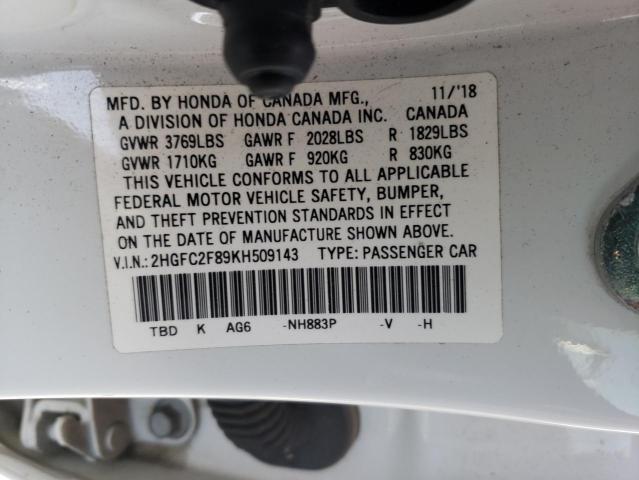 MFD. BY HONDA OF CANADA MFG., 11/'18
A DIVISION OF HONDA CANADA INC. CANADA
GVWR 3769LBS GAWR F 2028LBS R 1829LBS
GVWR 1710KG GAWR F 920KG R 830KG
THIS VEHICLE CONFORMS TO ALL APPLICABLE
FEDERAL MOTOR VEHICLE SAFETY, BUMPER,
AND THEFT PREVENTION STANDARDS IN EFFECT
ON THE DATE OF MANUFACTURE SHOWN ABOVE.
V.I.N.:2HGFC2F89KH509143 TYPE: PASSENGER CAR
TBD K AG6 -NH883P -V -H